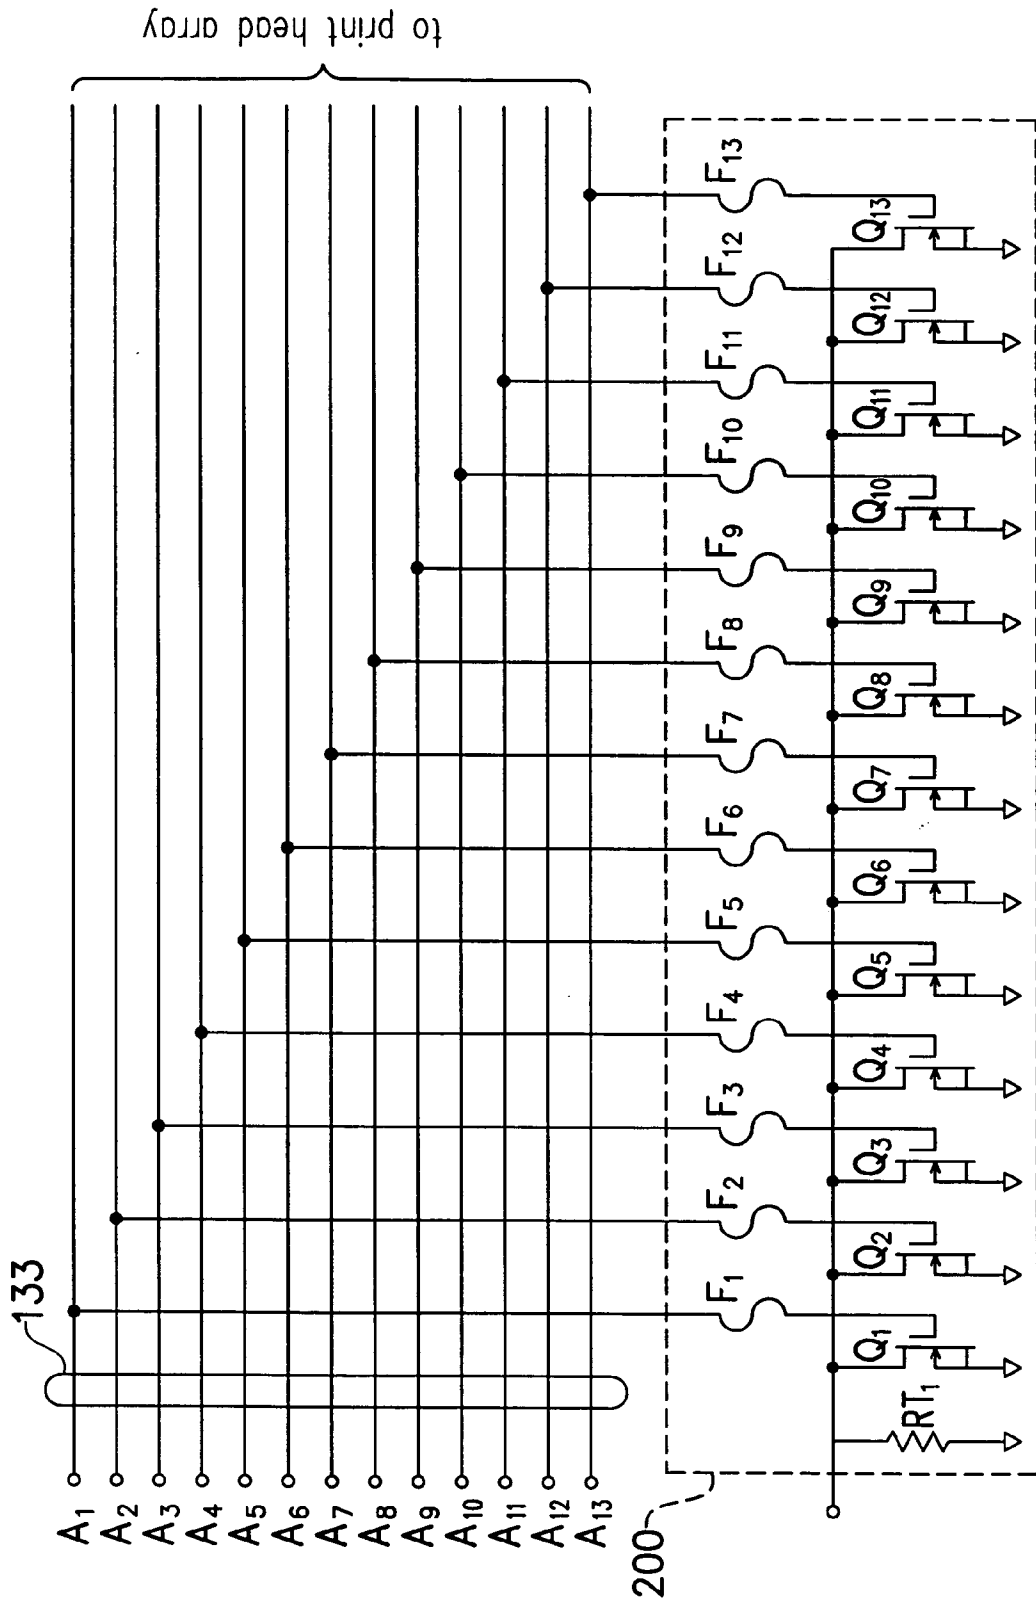 133
A1
A2
A3
A4
A5
A6
A7
A8
A9
A10
A11
A12
A13
to print head array
200
F1
F2
F3
F4
F5
F6
F7
F8
F9
F10
F11
F12
F13
RT1
Q1
Q2
Q3
Q4
Q5
Q6
Q7
Q8
Q9
Q10
Q11
Q12
Q13